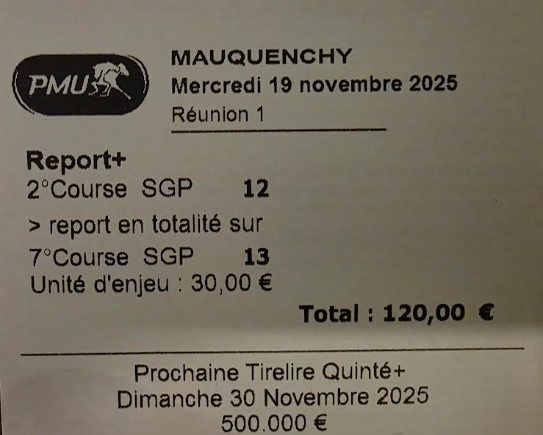 PMU
MAUQUENCHY
Mercredi 19 novembre 2025
Réunion 1
Report+
2°Course SGP 12
> report en totalité sur
7°Course SGP 13
Unité d'enjeu : 30,00 €
Total : 120,00 €
Prochaine Tirelire Quinté+
Dimanche 30 Novembre 2025
500.000 €